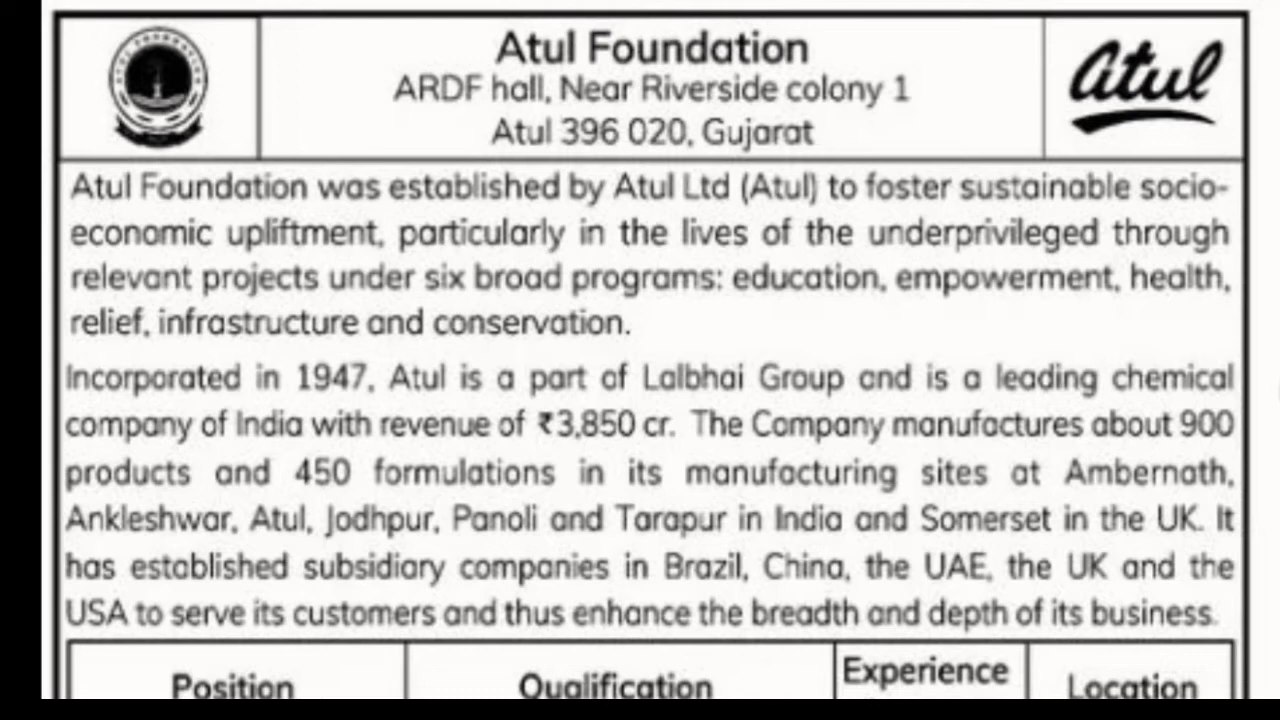 Atul Foundation
ARDF hall, Near Riverside colony 1
Atul 396 020, Gujarat
atul
Atul Foundation was established by Atul Ltd (Atul) to foster sustainable socio-
economic upliftment, particularly in the lives of the underprivileged through
relevant projects under six broad programs: education, empowerment, health,
relief, infrastructure and conservation.
Incorporated in 1947, Atul is a part of Lalbhai Group and is a leading chemical
company of India with revenue of ₹3,850 cr. The Company manufactures about 900
products and 450 formulations in its manufacturing sites at Ambernath,
Ankleshwar, Atul, Jodhpur, Panoli and Tarapur in India and Somerset in the UK. It
has established subsidiary companies in Brazil, China, the UAE, the UK and the
USA to serve its customers and thus enhance the breadth and depth of its business.
Position Qualification Experience Location